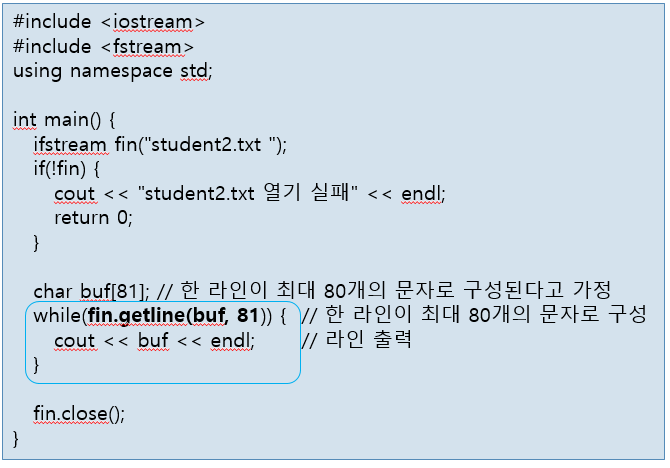 #include <iostream>
#include <fstream>
using namespace std;
int main() {
ifstream fin("student2.txt ");
if(!fin) {
cout << "student2.txt 열기 실패" << endl;
return 0;
}
char buf[81]; // 한 라인이 최대 80개의 문자로 구성된다고 가정
while(fin.getline(buf, 81)) { // 한 라인이 최대 80개의 문자로 구성
cout << buf << endl; // 라인 출력
}
fin.close();
}